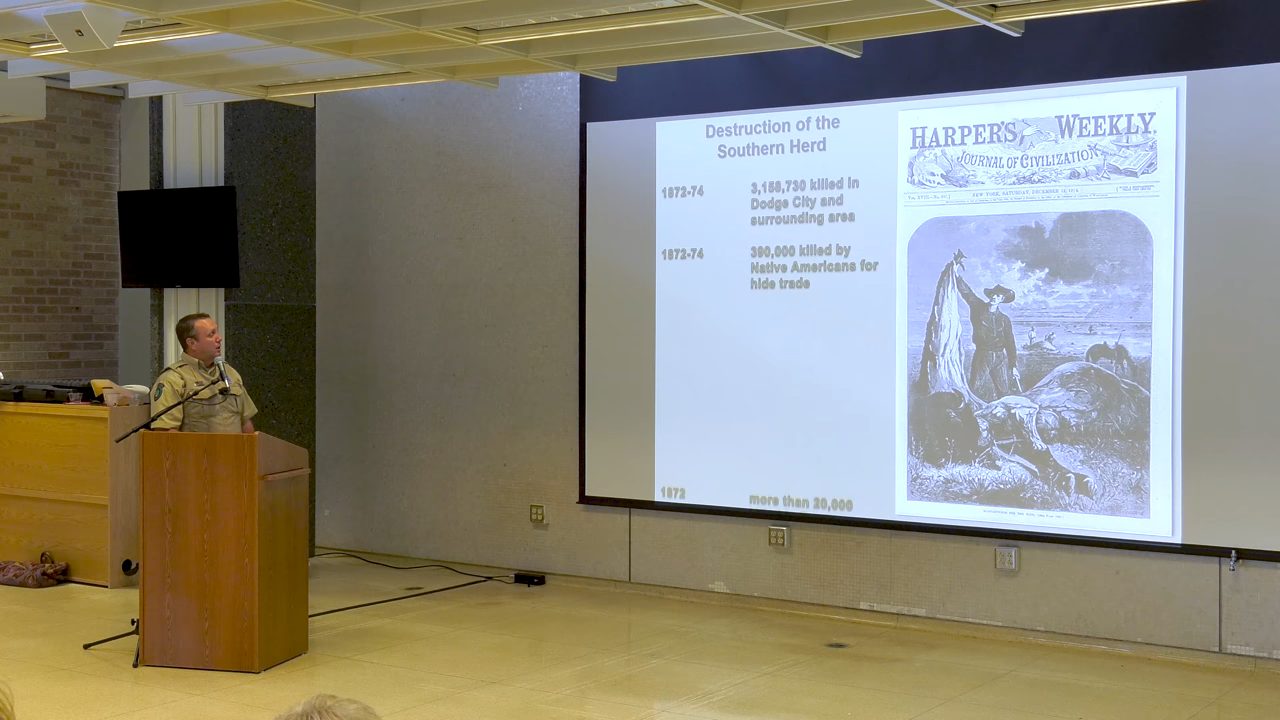 Destruction of the
Southern Herd
1872-74
3,158,730 killed in
Dodge City and
surrounding area
1872-74
390,000 killed by
Native Americans for
hide trade
1872
more than 20,000
HARPER'S WEEKLY.
A
JOURNAL OF CIVILIZATION
NEW YORK, SATURDAY, DECEMBER